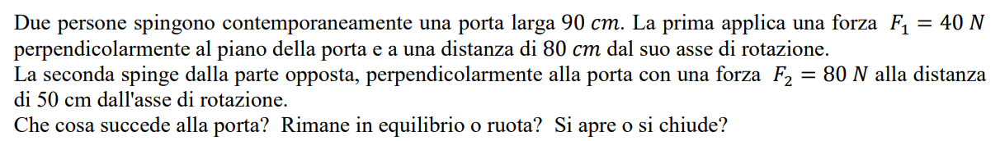 Due persone spingono contemporaneamente una porta larga 90 cm. La prima applica una forza F₁ = 40 N
perpendicolarmente al piano della porta e a una distanza di 80 cm dal suo asse di rotazione.
La seconda spinge dalla parte opposta, perpendicolarmente alla porta con una forza F₂ = 80 N alla distanza
di 50 cm dall'asse di rotazione.
Che cosa succede alla porta? Rimane in equilibrio o ruota? Si apre o si chiude?